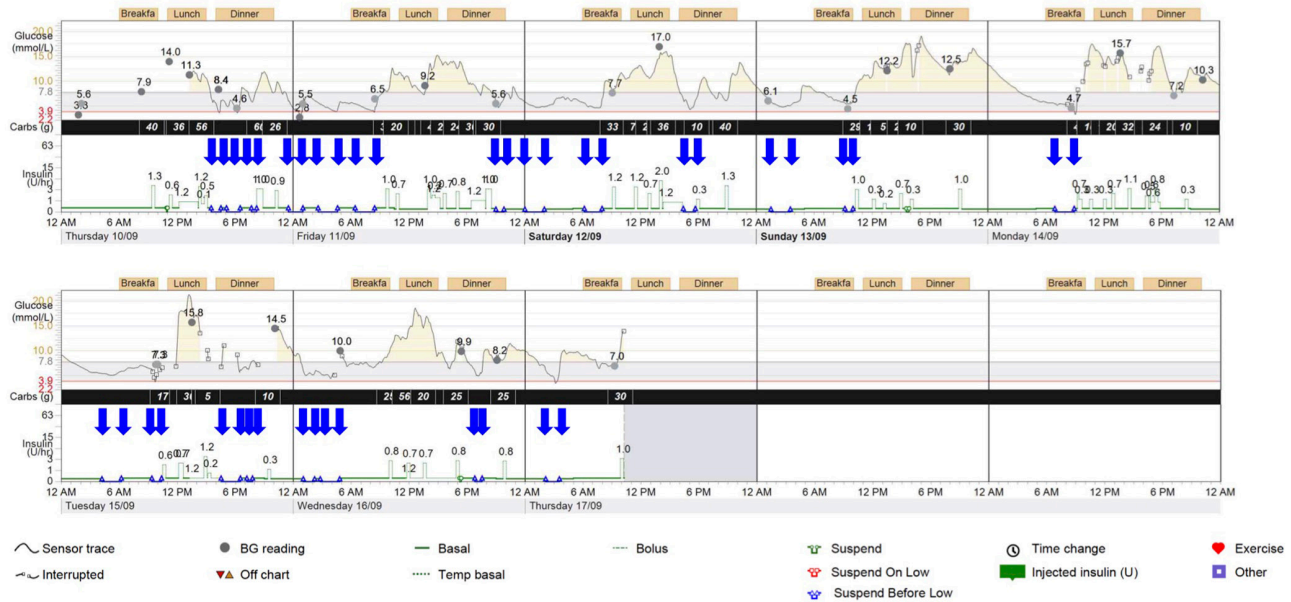 Breakfa Lunch Dinner Breakfa Lunch Dinner Breakfa Lunch Dinner Breakfa Lunch Dinner Breakfa Lunch Dinner
Glucose (mmol/L)
20.0
15.0
10.0
7.8
3.9
2.2
5.6 3.3 7.9 14.0 11.3 8.4 4.6 2.8 5.5 6.5 9.2 5.6 7.7 17.0 6.1 4.5 12.2 12.5 4.7 15.7 7.2 10.3
Carbs (g) 40 36 56 26 20 30 33 36 10 40 10 30 32 24 10
63
15
Insulin (U/hr)
3
1
0
1.3 0.6 1.2 1.2 0.5 0.1 0.9 1.0 0.7 0.7 0.8 1.2 1.2 1.2 0.7 2.0 1.2 0.3 1.3 1.0 0.3 0.2 0.7 0.3 1.0 0.7 0.3 0.3 0.7 1.1 0.8 0.3
12 AM 6 AM 12 PM 6 PM 12 AM 6 AM 12 PM 6 PM 12 AM 6 AM 12 PM 6 PM 12 AM 6 AM 12 PM 6 PM 12 AM 6 AM 12 PM 6 PM 12 AM
Thursday 10/09 Friday 11/09 Saturday 12/09 Sunday 13/09 Monday 14/09
Breakfa Lunch Dinner Breakfa Lunch Dinner Breakfa Lunch Dinner Breakfa Lunch Dinner Breakfa Lunch Dinner
Glucose (mmol/L)
20.0
15.0
10.0
7.8
3.9
2.2
7.3 15.8 14.5 10.0 9.9 8.2 7.0
Carbs (g) 17 5 10 56 20 25 25 30
63
15
Insulin (U/hr)
3
1
0
0.6 1.2 1.2 0.2 0.3 0.8 0.7 1.2 0.7 0.8 0.8 1.0
12 AM 6 AM 12 PM 6 PM 12 AM 6 AM 12 PM 6 PM 12 AM 6 AM 12 PM 6 PM 12 AM 6 AM 12 PM 6 PM 12 AM 6 AM 12 PM 6 PM 12 AM
Tuesday 15/09 Wednesday 16/09 Thursday 17/09
Sensor trace BG reading Basal Bolus Suspend Time change Exercise
Interrupted Off chart Temp basal Suspend On Low Injected insulin (U) Other
Suspend Before Low